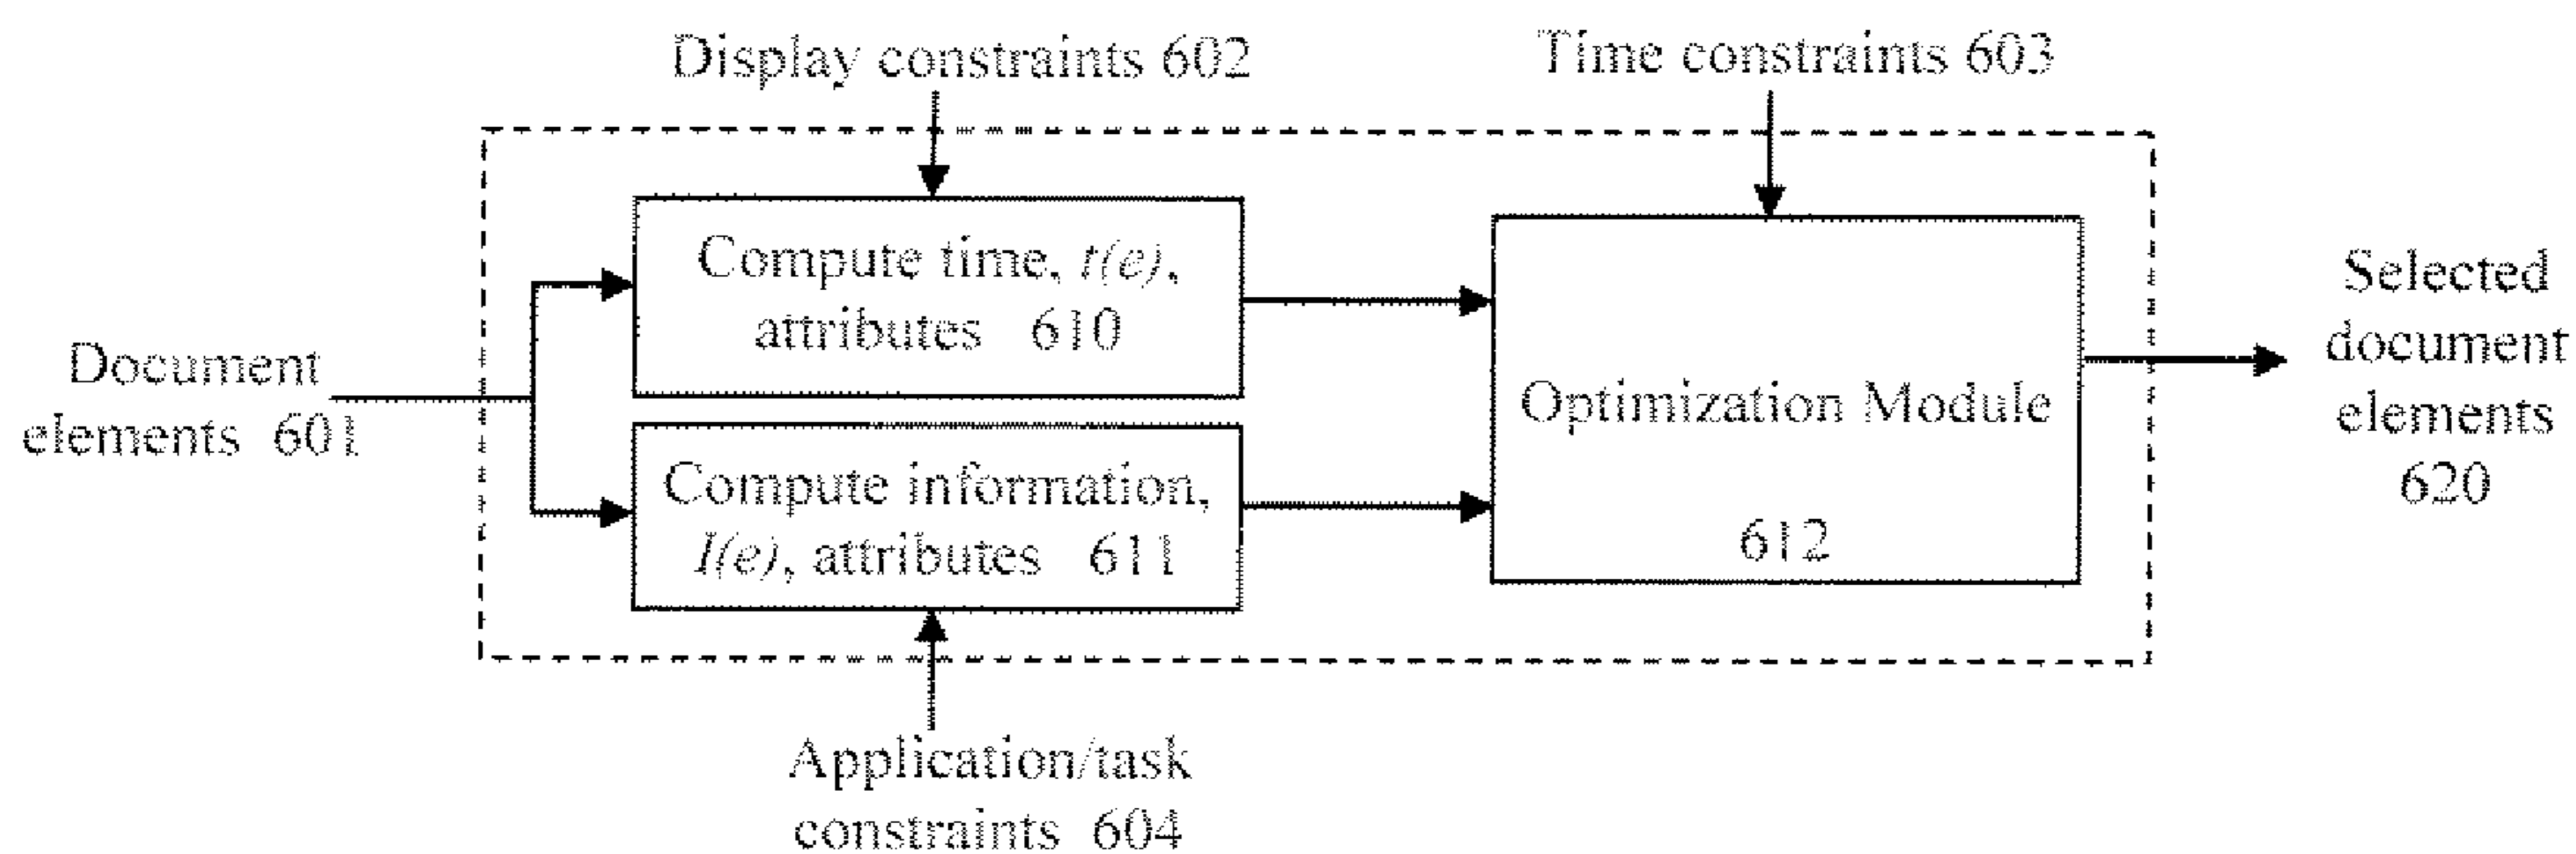 Display constraints 602
Time constraints 603
Compute time, t(e),
attributes 610
Document
elements 601
Compute information,
I(e), attributes 611
Optimization Module
612
Selected
document
elements
620
Application/task
constraints 604